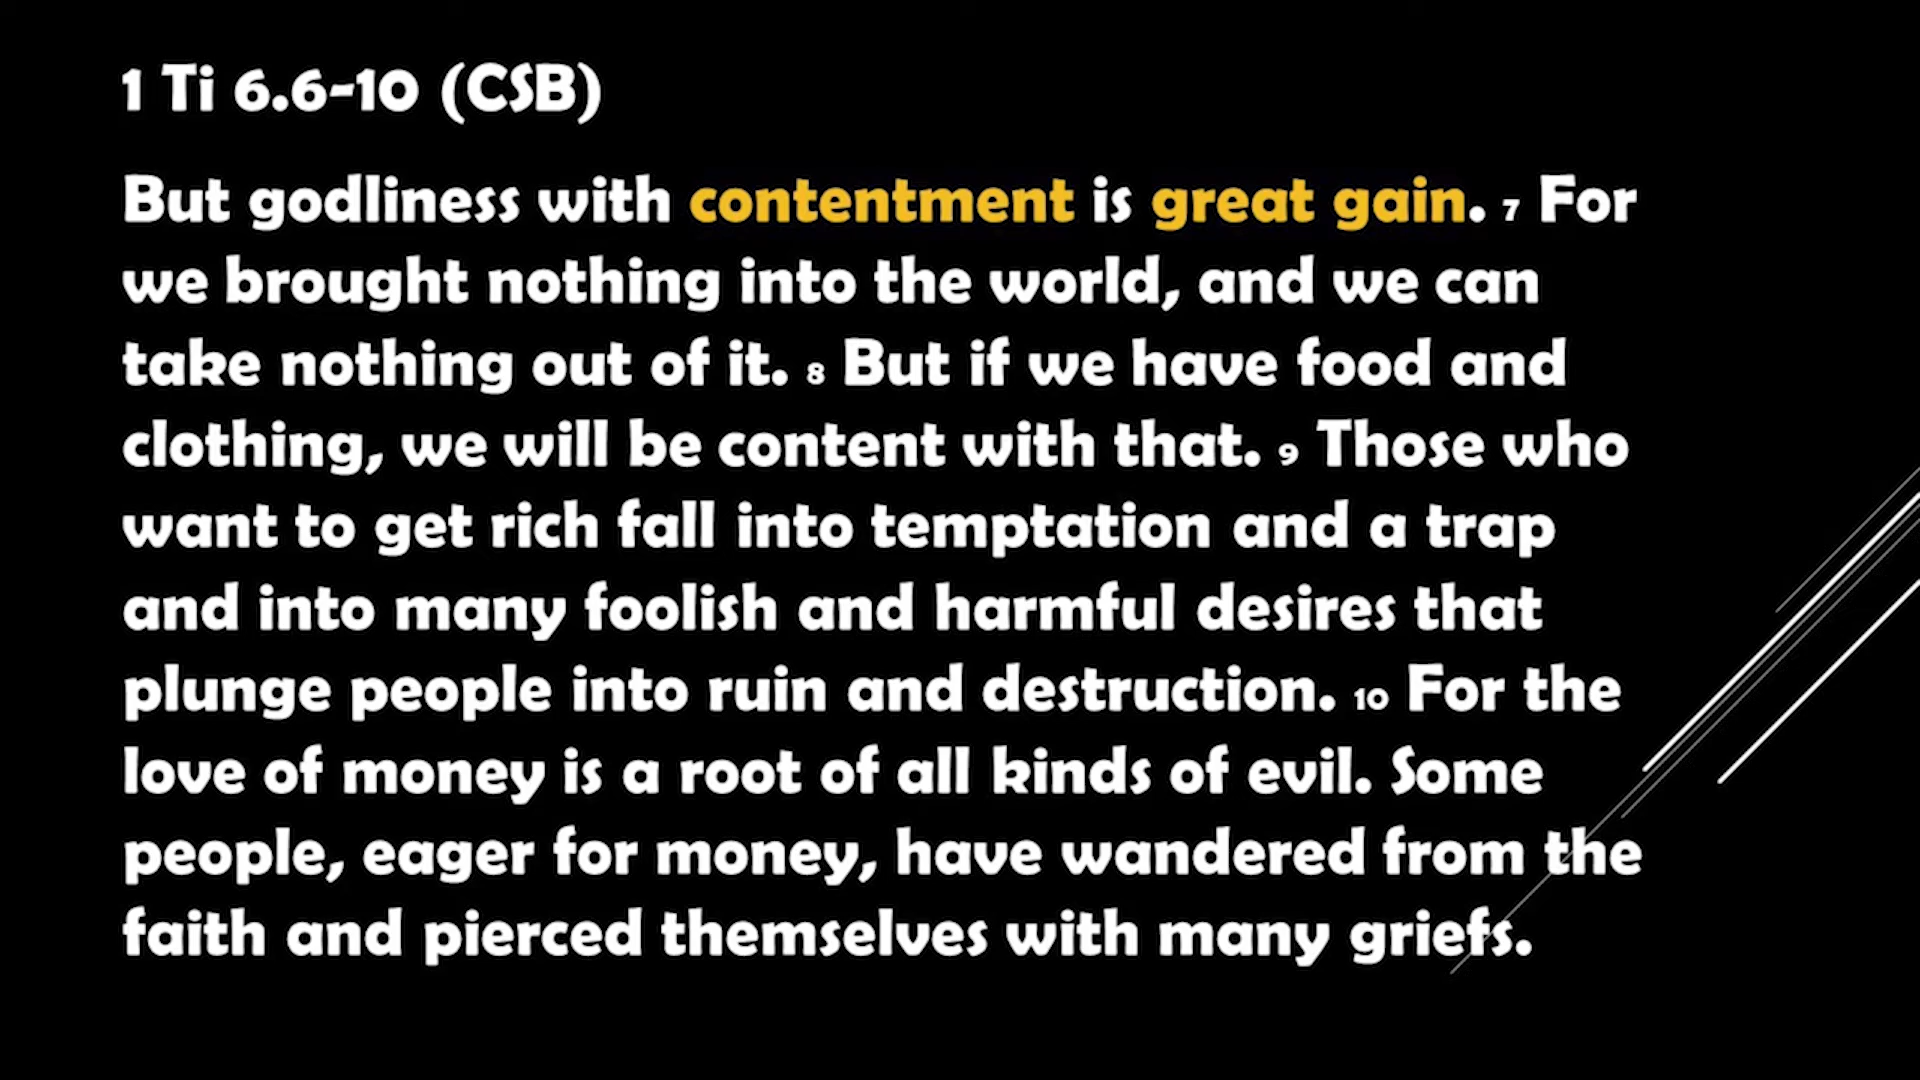 1 Ti 6.6-10 (CSB)
But godliness with contentment is great gain. 7 For
we brought nothing into the world, and we can
take nothing out of it. 8 But if we have food and
clothing, we will be content with that. 9 Those who
want to get rich fall into temptation and a trap
and into many foolish and harmful desires that
plunge people into ruin and destruction. 10 For the
love of money is a root of all kinds of evil. Some
people, eager for money, have wandered from the
faith and pierced themselves with many griefs.